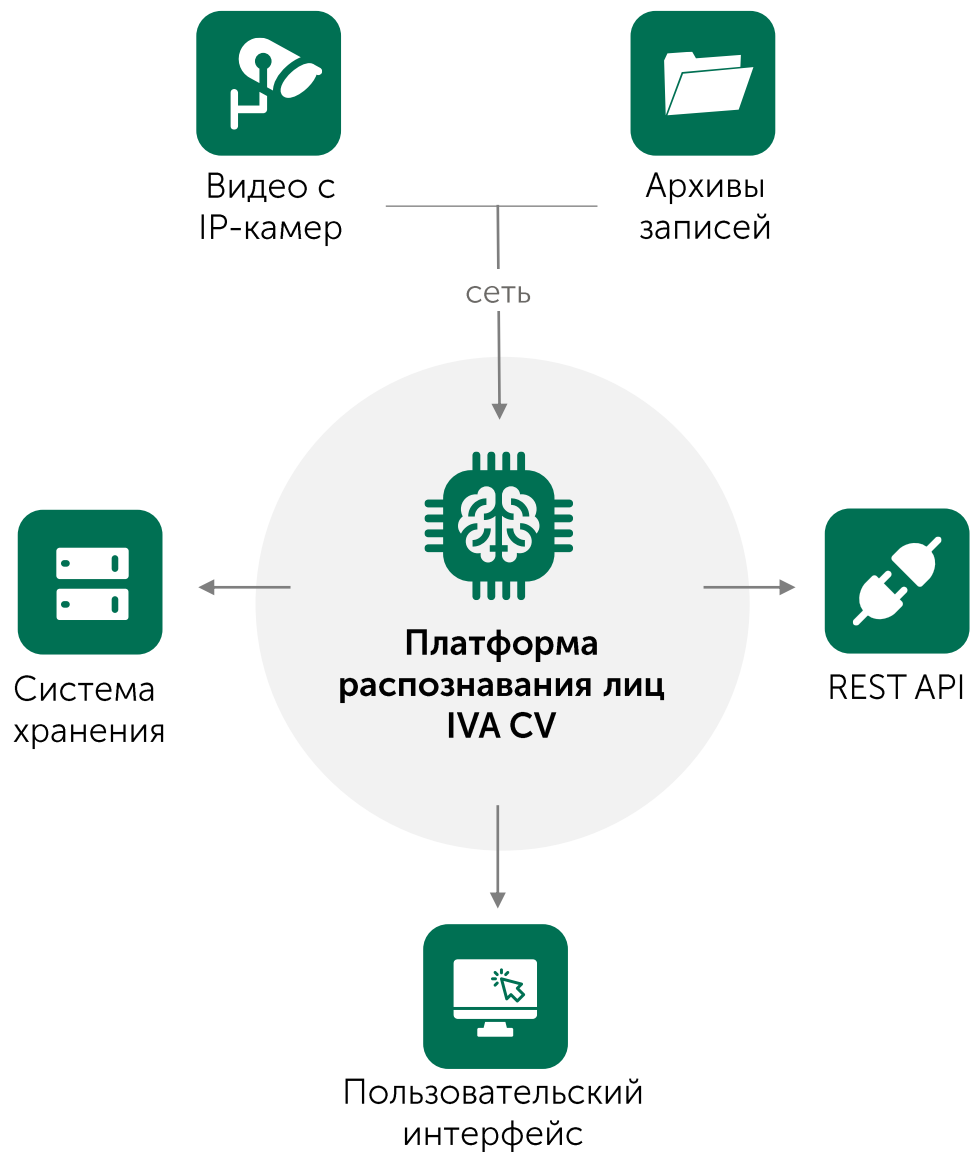 Видео с
IP-камер
Архивы
записей
сеть
Платформа
распознавания лиц
IVA CV
Система
хранения
REST API
Пользовательский
интерфейс